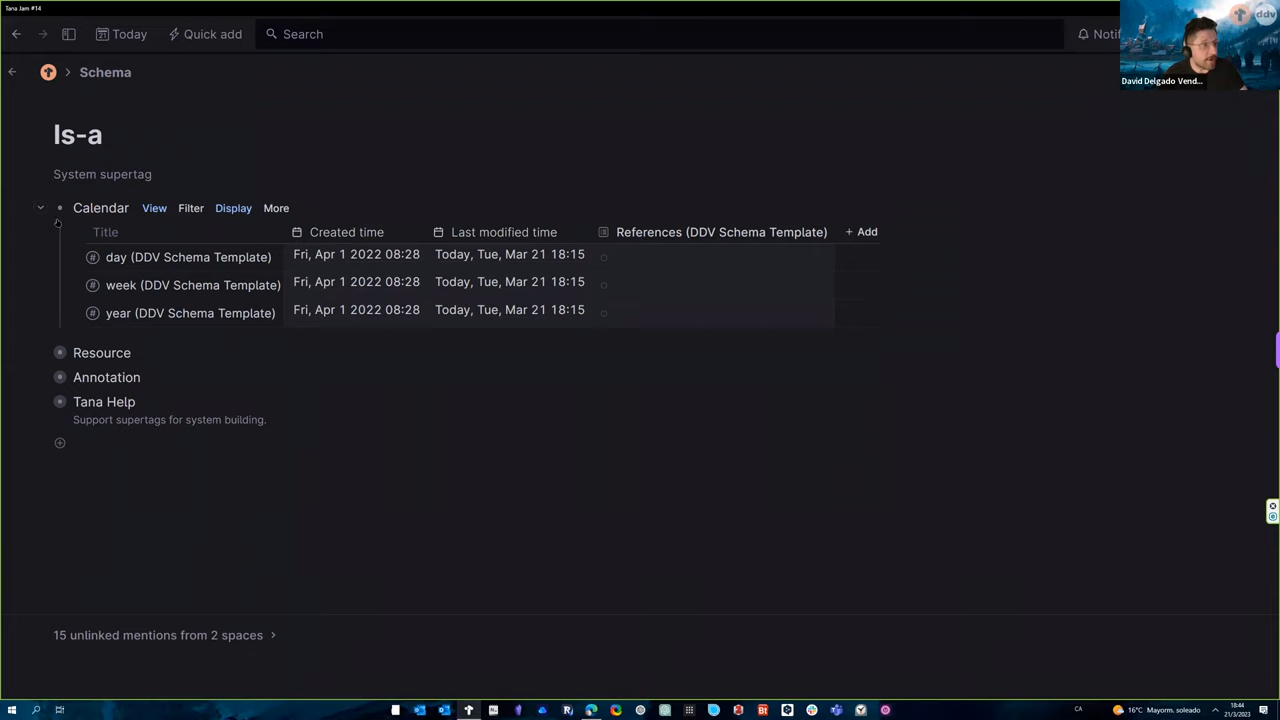 Tana Jam #14
Today
Quick add
Search
Notif
ddv
David Delgado Vend...
Schema
Is-a
System supertag
Calendar View Filter Display More
Title Created time Last modified time References (DDV Schema Template) + Add
day (DDV Schema Template) Fri, Apr 1 2022 08:28 Today, Tue, Mar 21 18:15
week (DDV Schema Template) Fri, Apr 1 2022 08:28 Today, Tue, Mar 21 18:15
year (DDV Schema Template) Fri, Apr 1 2022 08:28 Today, Tue, Mar 21 18:15
Resource
Annotation
Tana Help
Support supertags for system building.
15 unlinked mentions from 2 spaces
CA
16°C Mayorm. soleado
18:44
21/3/2023